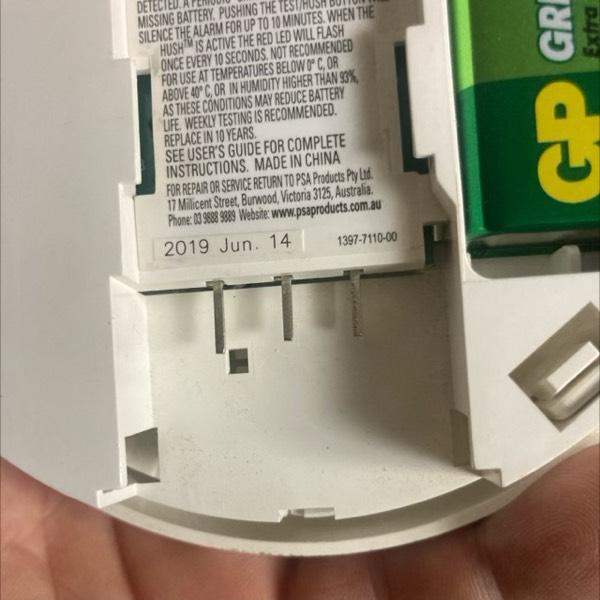 DETECTED. A PERIODIC
MISSING BATTERY. PUSHING THE TEST/HUSH BUTTON
SILENCE THE ALARM FOR UP TO 10 MINUTES. WHEN THE
HUSH™ IS ACTIVE THE RED LED WILL FLASH
ONCE EVERY 10 SECONDS. NOT RECOMMENDED
FOR USE AT TEMPERATURES BELOW 0° C, OR
ABOVE 40° C, OR IN HUMIDITY HIGHER THAN 93%,
AS THESE CONDITIONS MAY REDUCE BATTERY
LIFE. WEEKLY TESTING IS RECOMMENDED.
REPLACE IN 10 YEARS.
SEE USER'S GUIDE FOR COMPLETE
INSTRUCTIONS. MADE IN CHINA
FOR REPAIR OR SERVICE RETURN TO PSA Products Pty Ltd.
17 Millicent Street, Burwood, Victoria 3125, Australia.
Phone: 03 9888 9889 Website: www.psaproducts.com.au
2019 Jun. 14
1397-7110-00
GP
GRE
Extra